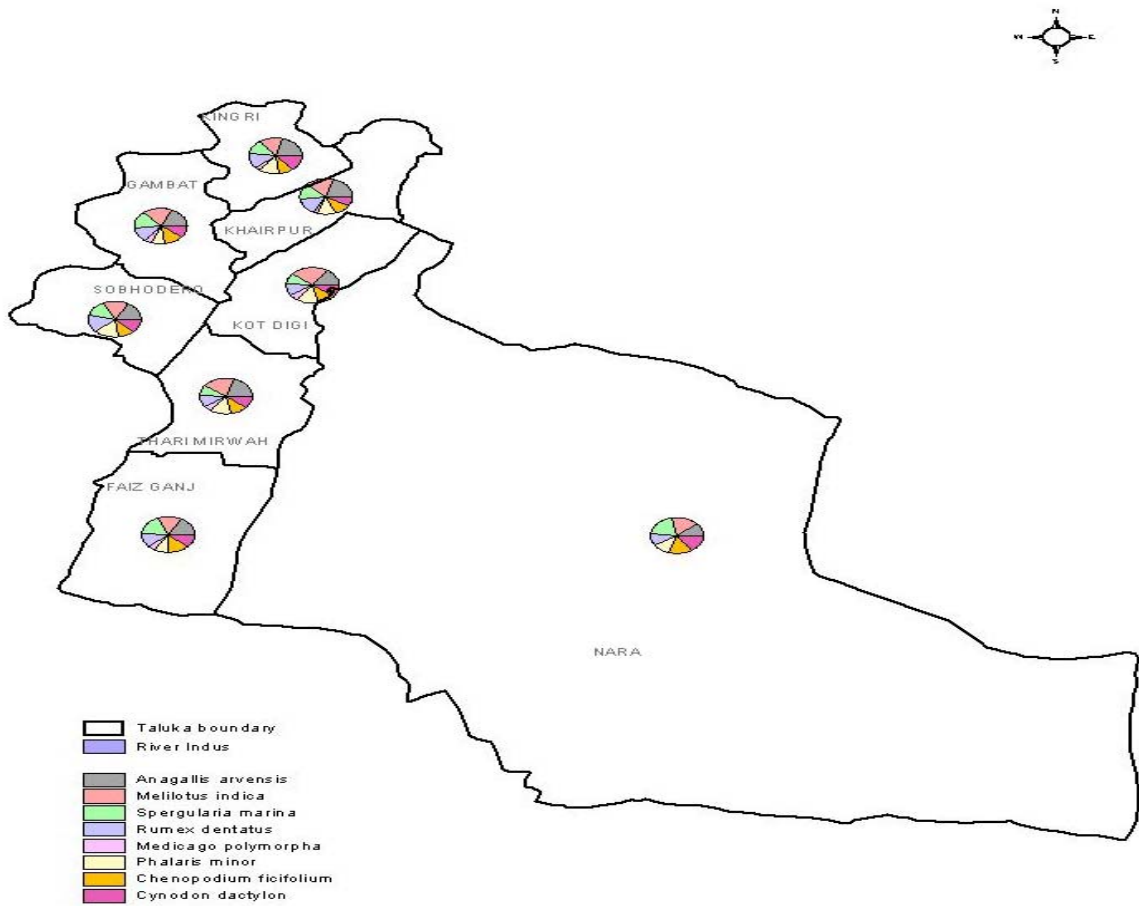 N
W E
S
KINGRI
GAMBAT
KHAIRPUR
SOBHODERO
KOT DIGI
THARI MIRWAH
FAIZ GANJ
NARA
Taluka boundary
River Indus
Anagallis arvensis
Melilotus indica
Spergularia marina
Rumex dentatus
Medicago polymorpha
Phalaris minor
Chenopodium ficifolium
Cynodon dactylon